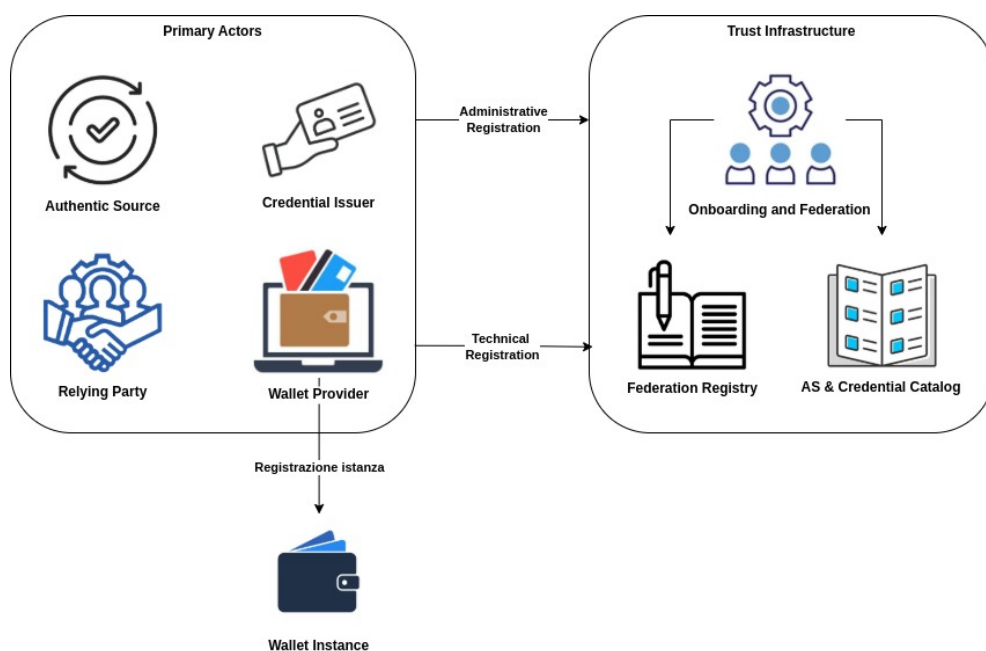 Primary Actors
Trust Infrastructure
Administrative
Registration
Authentic Source
Credential Issuer
Onboarding and Federation
Technical
Registration
Relying Party
Wallet Provider
Federation Registry
AS & Credential Catalog
Registrazione istanza
Wallet Instance